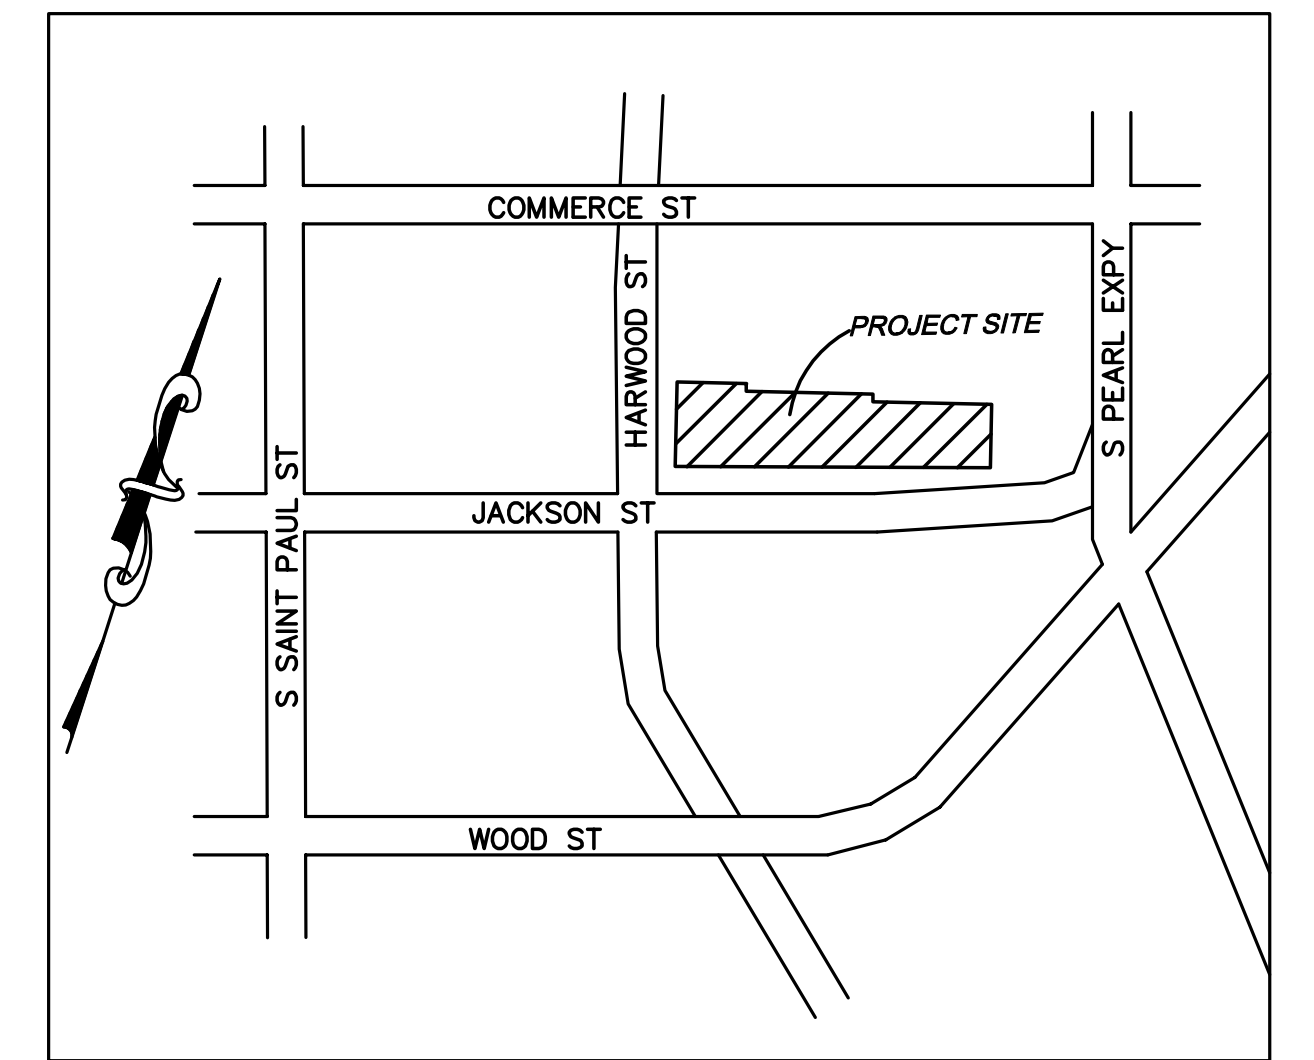 COMMERCE ST
HARWOOD ST
S PEARL EXPY
PROJECT SITE
S SAINT PAUL ST
JACKSON ST
WOOD ST